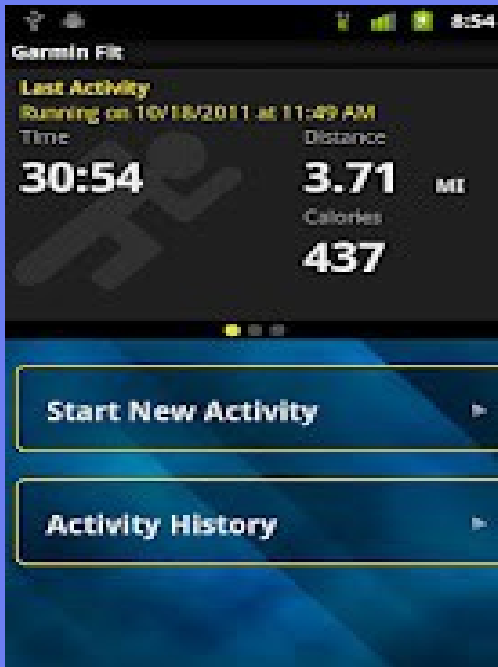 8:54
Garmin Fit
Last Activity
Running on 10/18/2011 at 11:49 AM
Time Distance
30:54 3.71 MI
Calories
437
Start New Activity
Activity History